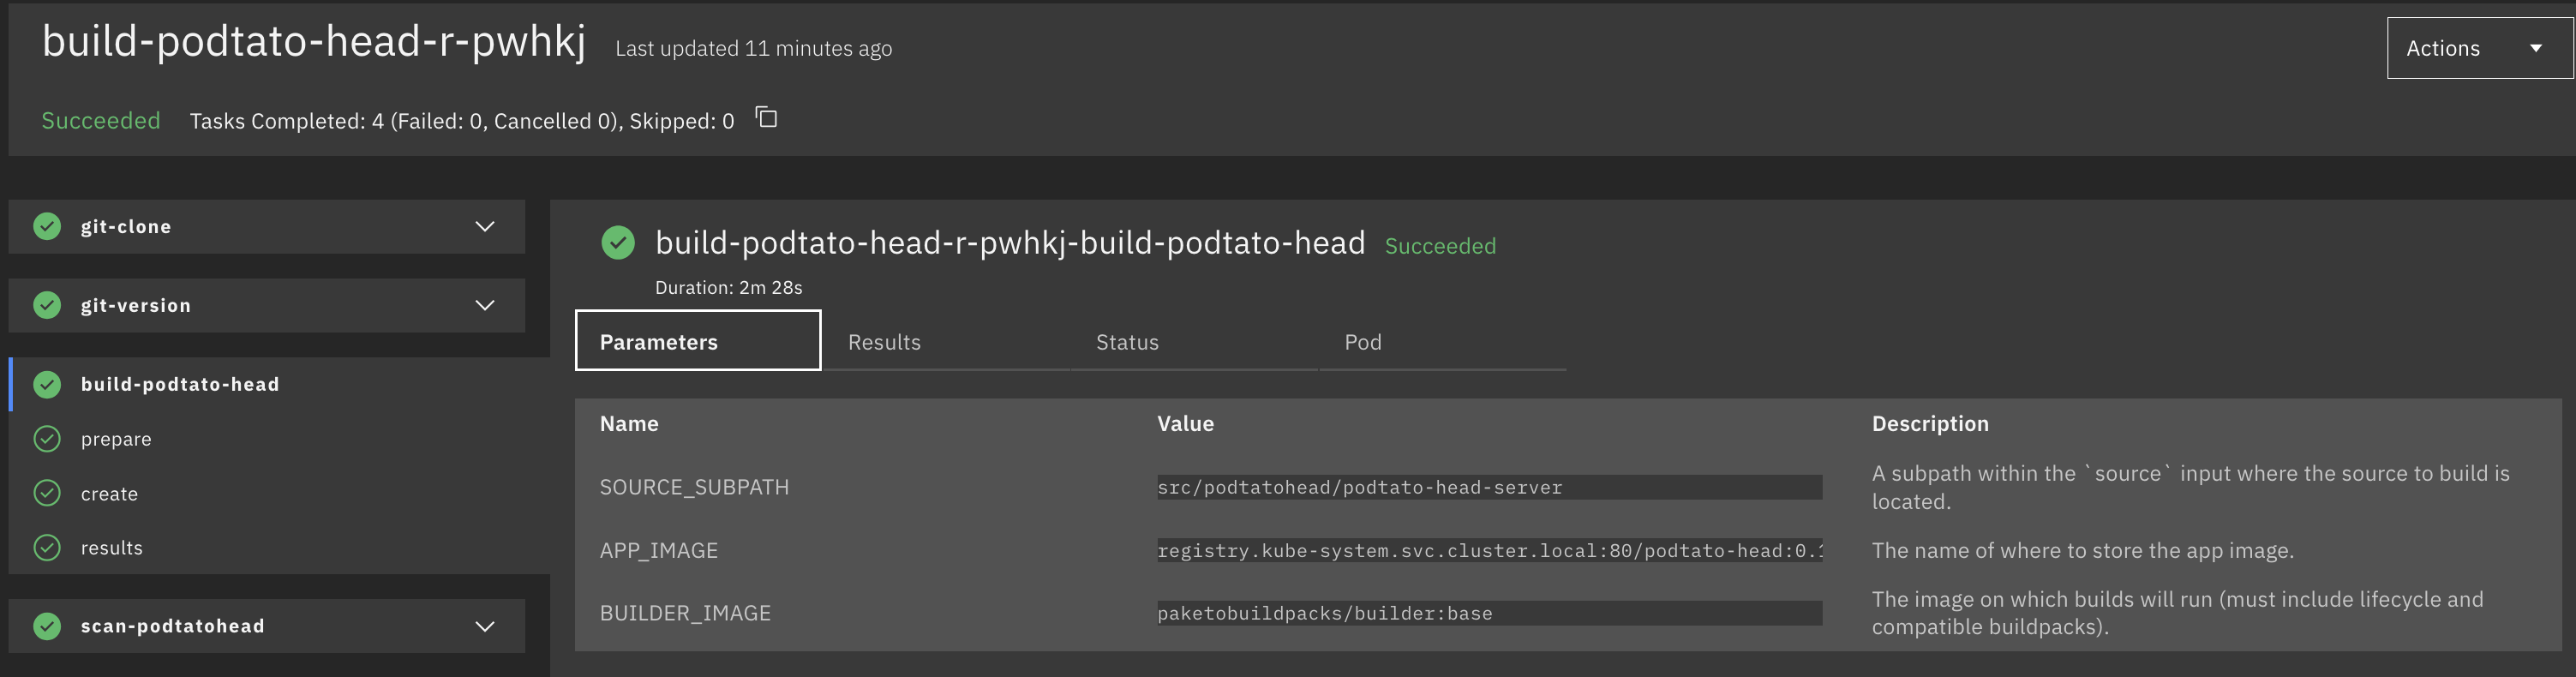 build-podtato-head-r-pwhkj Last updated 11 minutes ago
Actions
Succeeded Tasks Completed: 4 (Failed: 0, Cancelled 0), Skipped: 0
git-clone
git-version
build-podtato-head
prepare
create
results
scan-podtatohead
build-podtato-head-r-pwhkj-build-podtato-head Succeeded
Duration: 2m 28s
Parameters Results Status Pod
Name Value Description
SOURCE_SUBPATH src/podtatohead/podtato-head-server A subpath within the `source` input where the source to build is
located.
APP_IMAGE registry.kube-system.svc.cluster.local:80/podtato-head:0.1 The name of where to store the app image.
BUILDER_IMAGE paketobuildpacks/builder:base The image on which builds will run (must include lifecycle and
compatible buildpacks).